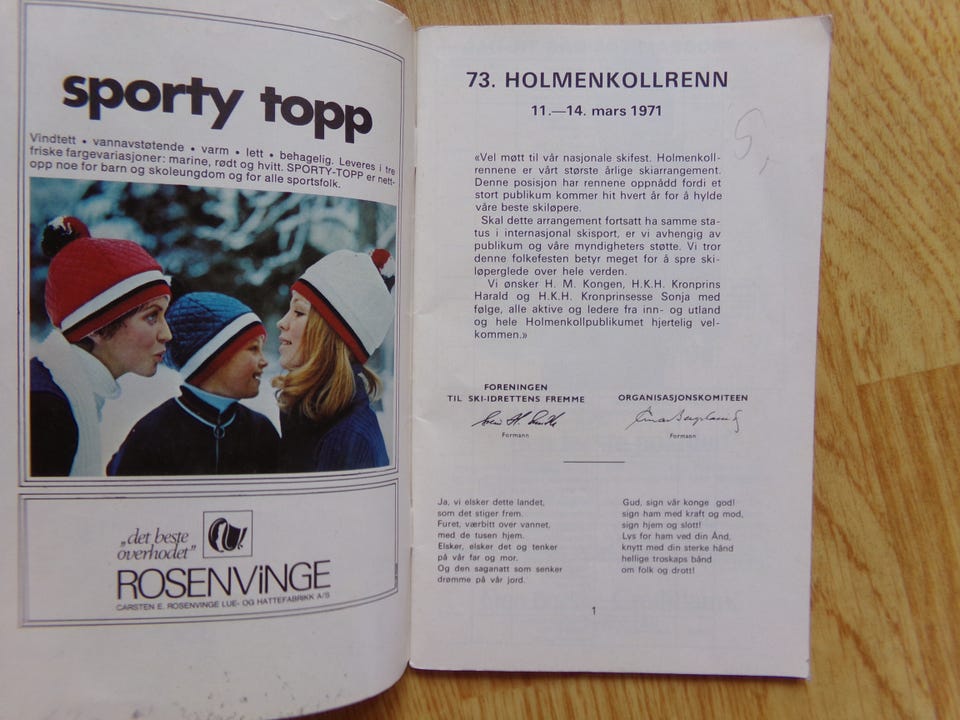 sporty topp
Vindtett • vannavstøtende • varm • lett • behagelig. Leveres i tre
friske fargevariasjoner: marine, rødt og hvitt. SPORTY-TOPP er nett-
opp noe for barn og skoleungdom og for alle sportsfolk.
„det beste
overhodet”
ROSENViNGE
CARSTEN E. ROSENVINGE LUE- OG HATTEFABRIKK A/S
73. HOLMENKOLLRENN
11.—14. mars 1971
«Vel møtt til vår nasjonale skifest. Holmenkoll-
rennene er vårt største årlige skiarrangement.
Denne posisjon har rennene oppnådd fordi et
stort publikum kommer hit hvert år for å hylde
våre beste skiløpere.
Skal dette arrangement fortsatt ha samme sta-
tus i internasjonal skisport, er vi avhengig av
publikum og våre myndigheters støtte. Vi tror
denne folkefesten betyr meget for å spre ski-
løperglede over hele verden.
Vi ønsker H. M. Kongen, H.K.H. Kronprins
Harald og H.K.H. Kronprinsesse Sonja med
følge, alle aktive og ledere fra inn- og utland
og hele Holmenkollpublikumet hjertelig vel-
kommen.»
FORENINGEN
TIL SKI-IDRETTENS FREMME
Formann
ORGANISASJONSKOMITEEN
Formann
Ja, vi elsker dette landet,
som det stiger frem.
Furet, værbitt over vannet,
med de tusen hjem.
Elsker, elsker det og tenker
på vår far og mor,
Og den saganatt som senker
drømme på vår jord.
Gud, sign vår konge god!
sign ham med kraft og mod,
sign hjem og slott!
Lys for ham ved din Ånd,
knytt med din sterke hånd
hellige troskaps bånd
om folk og drott!
1